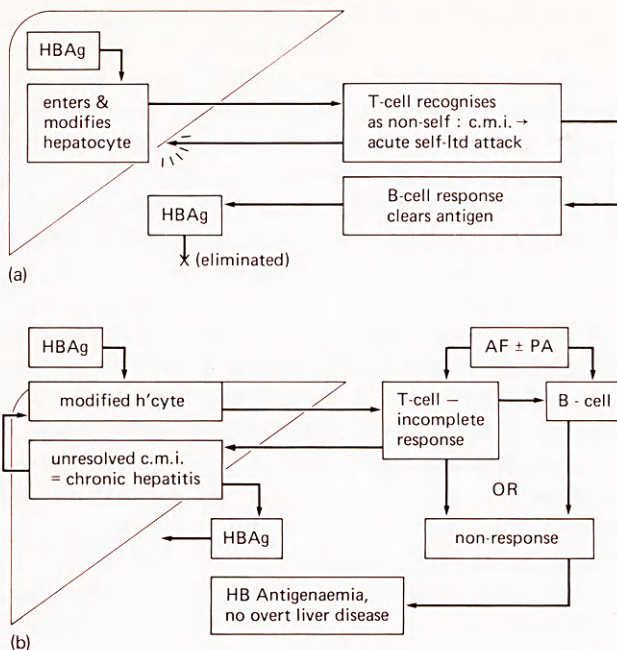 HBAg
enters &
modifies
hepatocyte
T-cell recognises
as non-self : c.m.i. →
acute self-ltd attack
B-cell response
clears antigen
HBAg
X (eliminated)
(a)
HBAg
modified h'cyte
unresolved c.m.i.
= chronic hepatitis
HBAg
AF ± PA
T-cell –
incomplete
response
B - cell
OR
non-response
HB Antigenaemia,
no overt liver disease
(b)